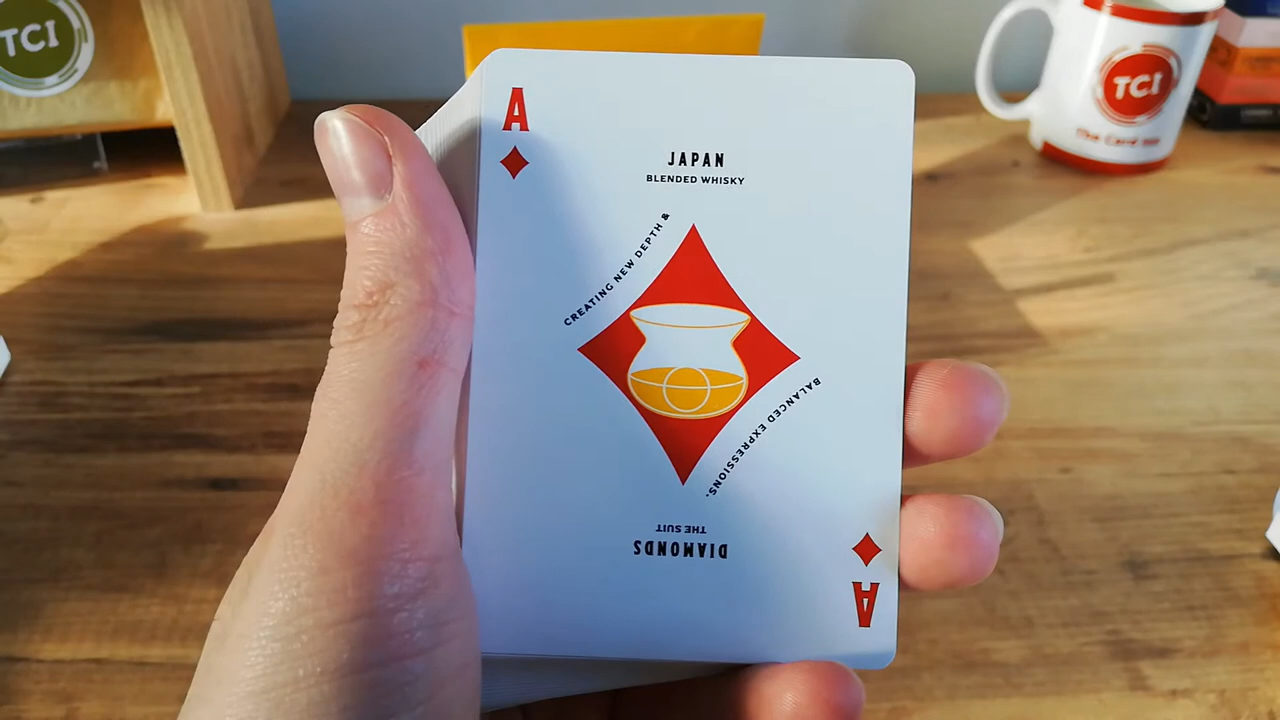 TCI
TCI
The Card Inn
A
JAPAN
BLENDED WHISKY
CREATING NEW DEPTH &
BALANCED EXPRESSIONS.
THE SUIT
DIAMONDS
A